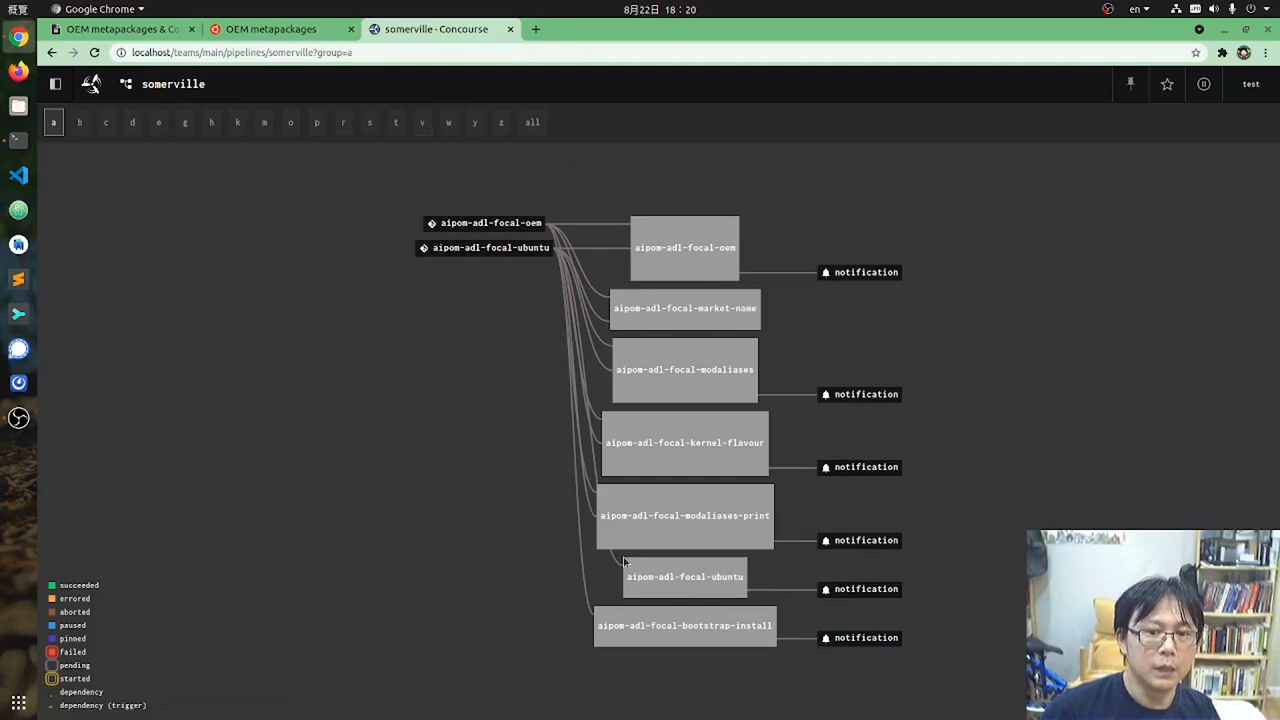 概覽
Google Chrome
8月22日 18：20
en
OEM metapackages & Co
OEM metapackages
somerville - Concourse
localhost/teams/main/pipelines/somerville?group=a
somerville
test
a b c d e g h k m o p r s t v w y z all
aipom-adl-focal-oem
aipom-adl-focal-ubuntu
aipom-adl-focal-oem
notification
aipom-adl-focal-market-name
aipom-adl-focal-modaliases
notification
aipom-adl-focal-kernel-flavour
notification
aipom-adl-focal-modaliases-print
notification
aipom-adl-focal-ubuntu
notification
aipom-adl-focal-bootstrap-install
notification
succeeded
errored
aborted
paused
pinned
failed
pending
started
dependency
dependency (trigger)